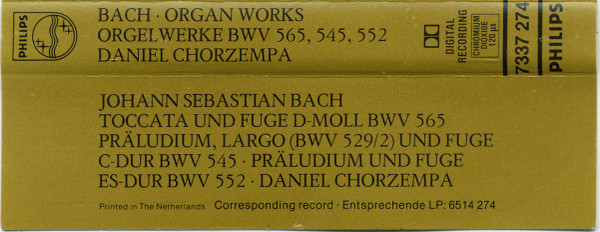 PHILIPS
BACH · ORGAN WORKS
ORGELWERKE BWV 565, 545, 552
DANIEL CHORZEMPA
DIGITAL RECORDING
CHROMIUM DIOXIDE 120 µs
7337 274
PHILIPS
JOHANN SEBASTIAN BACH
TOCCATA UND FUGE D-MOLL BWV 565
PRÄLUDIUM, LARGO (BWV 529/2) UND FUGE
C-DUR BWV 545 · PRÄLUDIUM UND FUGE
ES-DUR BWV 552 · DANIEL CHORZEMPA
Printed in The Netherlands Corresponding record · Entsprechende LP: 6514 274